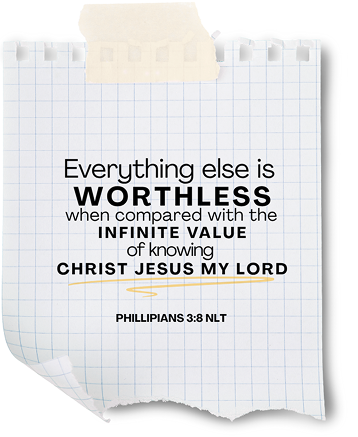 Everything else is
WORTHLESS
when compared with the
INFINITE VALUE
of knowing
CHRIST JESUS MY LORD
PHILLIPIANS 3:8 NLT